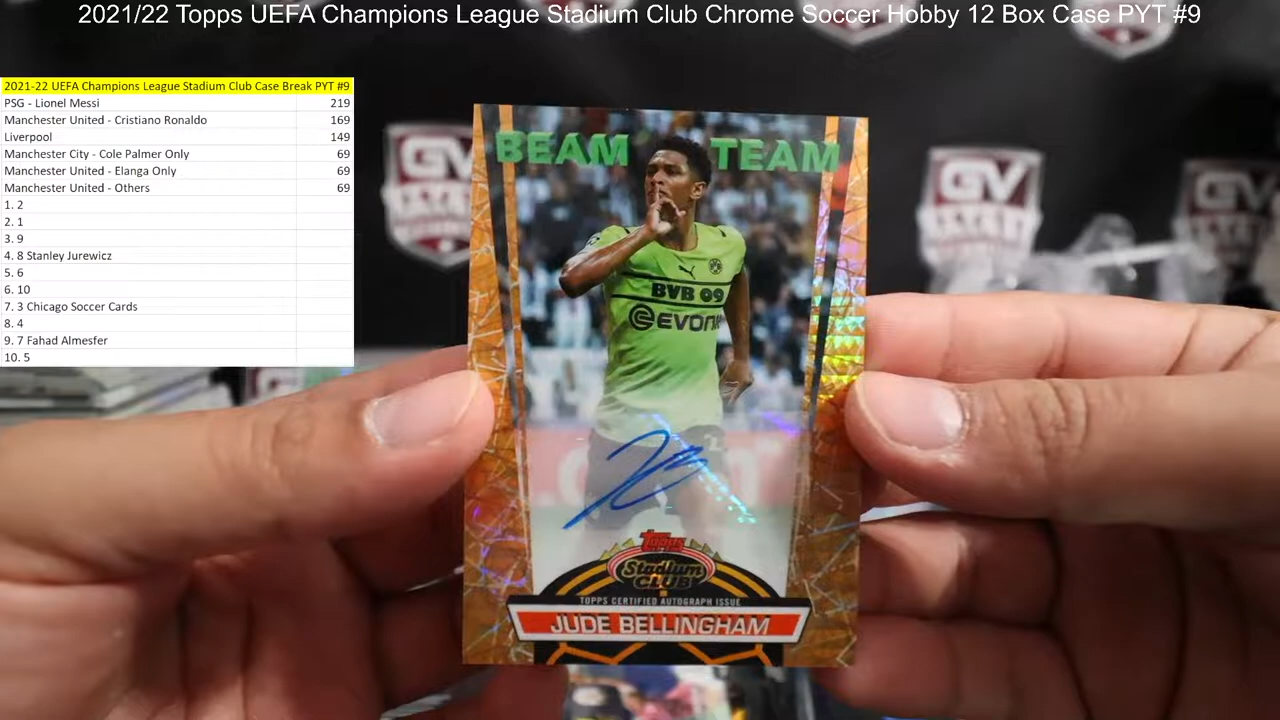 2021/22 Topps UEFA Champions League Stadium Club Chrome Soccer Hobby 12 Box Case PYT #9
2021-22 UEFA Champions League Stadium Club Case Break PYT #9
PSG - Lionel Messi 219
Manchester United - Cristiano Ronaldo 169
Liverpool 149
Manchester City - Cole Palmer Only 69
Manchester United - Elanga Only 69
Manchester United - Others 69
1. 2
2. 1
3. 9
4. 8 Stanley Jurewicz
5. 6
6. 10
7. 3 Chicago Soccer Cards
8. 4
9. 7 Fahad Almesfer
10. 5
GV
GV
GV
BEAM TEAM
BVB 09
EVONI
Topps
Stadium
CLUB
TOPPS CERTIFIED AUTOGRAPH ISSUE
JUDE BELLINGHAM